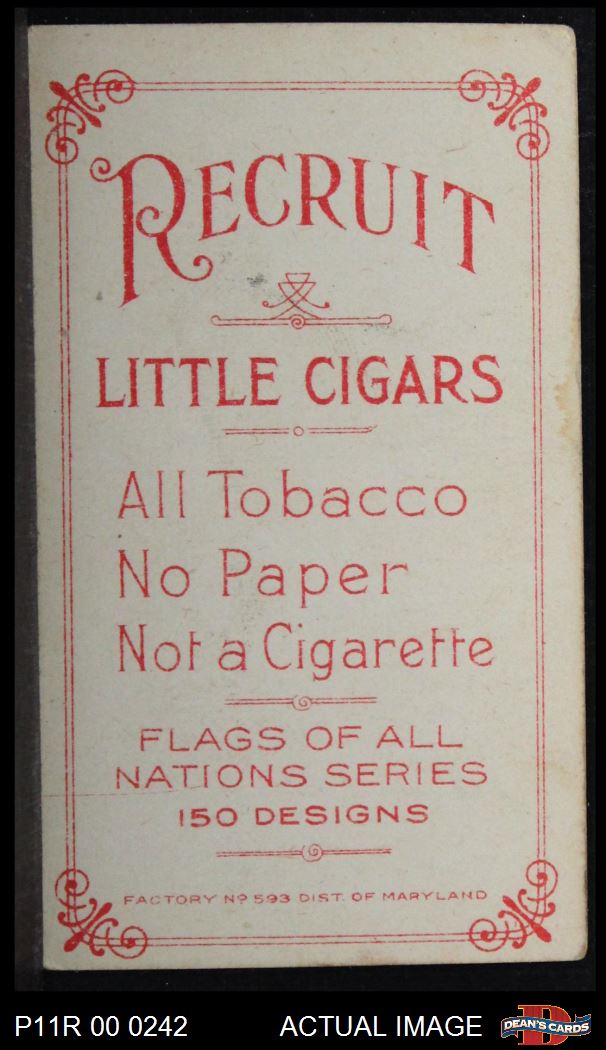 RECRUIT
LITTLE CIGARS
All Tobacco
No Paper
Not a Cigarette
FLAGS OF ALL
NATIONS SERIES
150 DESIGNS
FACTORY Nº 593 DIST. OF MARYLAND
P11R 00 0242 ACTUAL IMAGE
D
DEAN'S CARDS